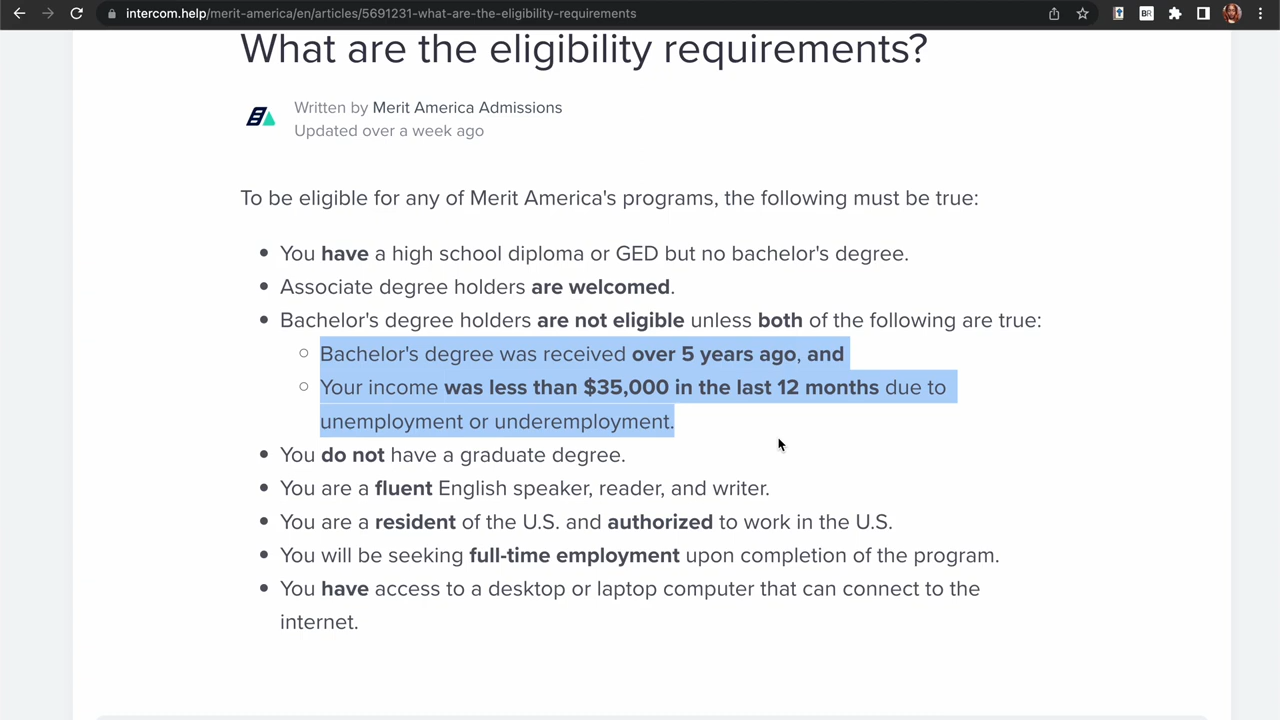 intercom.help/merit-america/en/articles/5691231-what-are-the-eligibility-requirements
BR
What are the eligibility requirements?
Written by Merit America Admissions
Updated over a week ago
To be eligible for any of Merit America's programs, the following must be true:
You have a high school diploma or GED but no bachelor's degree.
Associate degree holders are welcomed.
Bachelor's degree holders are not eligible unless both of the following are true:
Bachelor's degree was received over 5 years ago, and
Your income was less than $35,000 in the last 12 months due to
unemployment or underemployment.
You do not have a graduate degree.
You are a fluent English speaker, reader, and writer.
You are a resident of the U.S. and authorized to work in the U.S.
You will be seeking full-time employment upon completion of the program.
You have access to a desktop or laptop computer that can connect to the
internet.